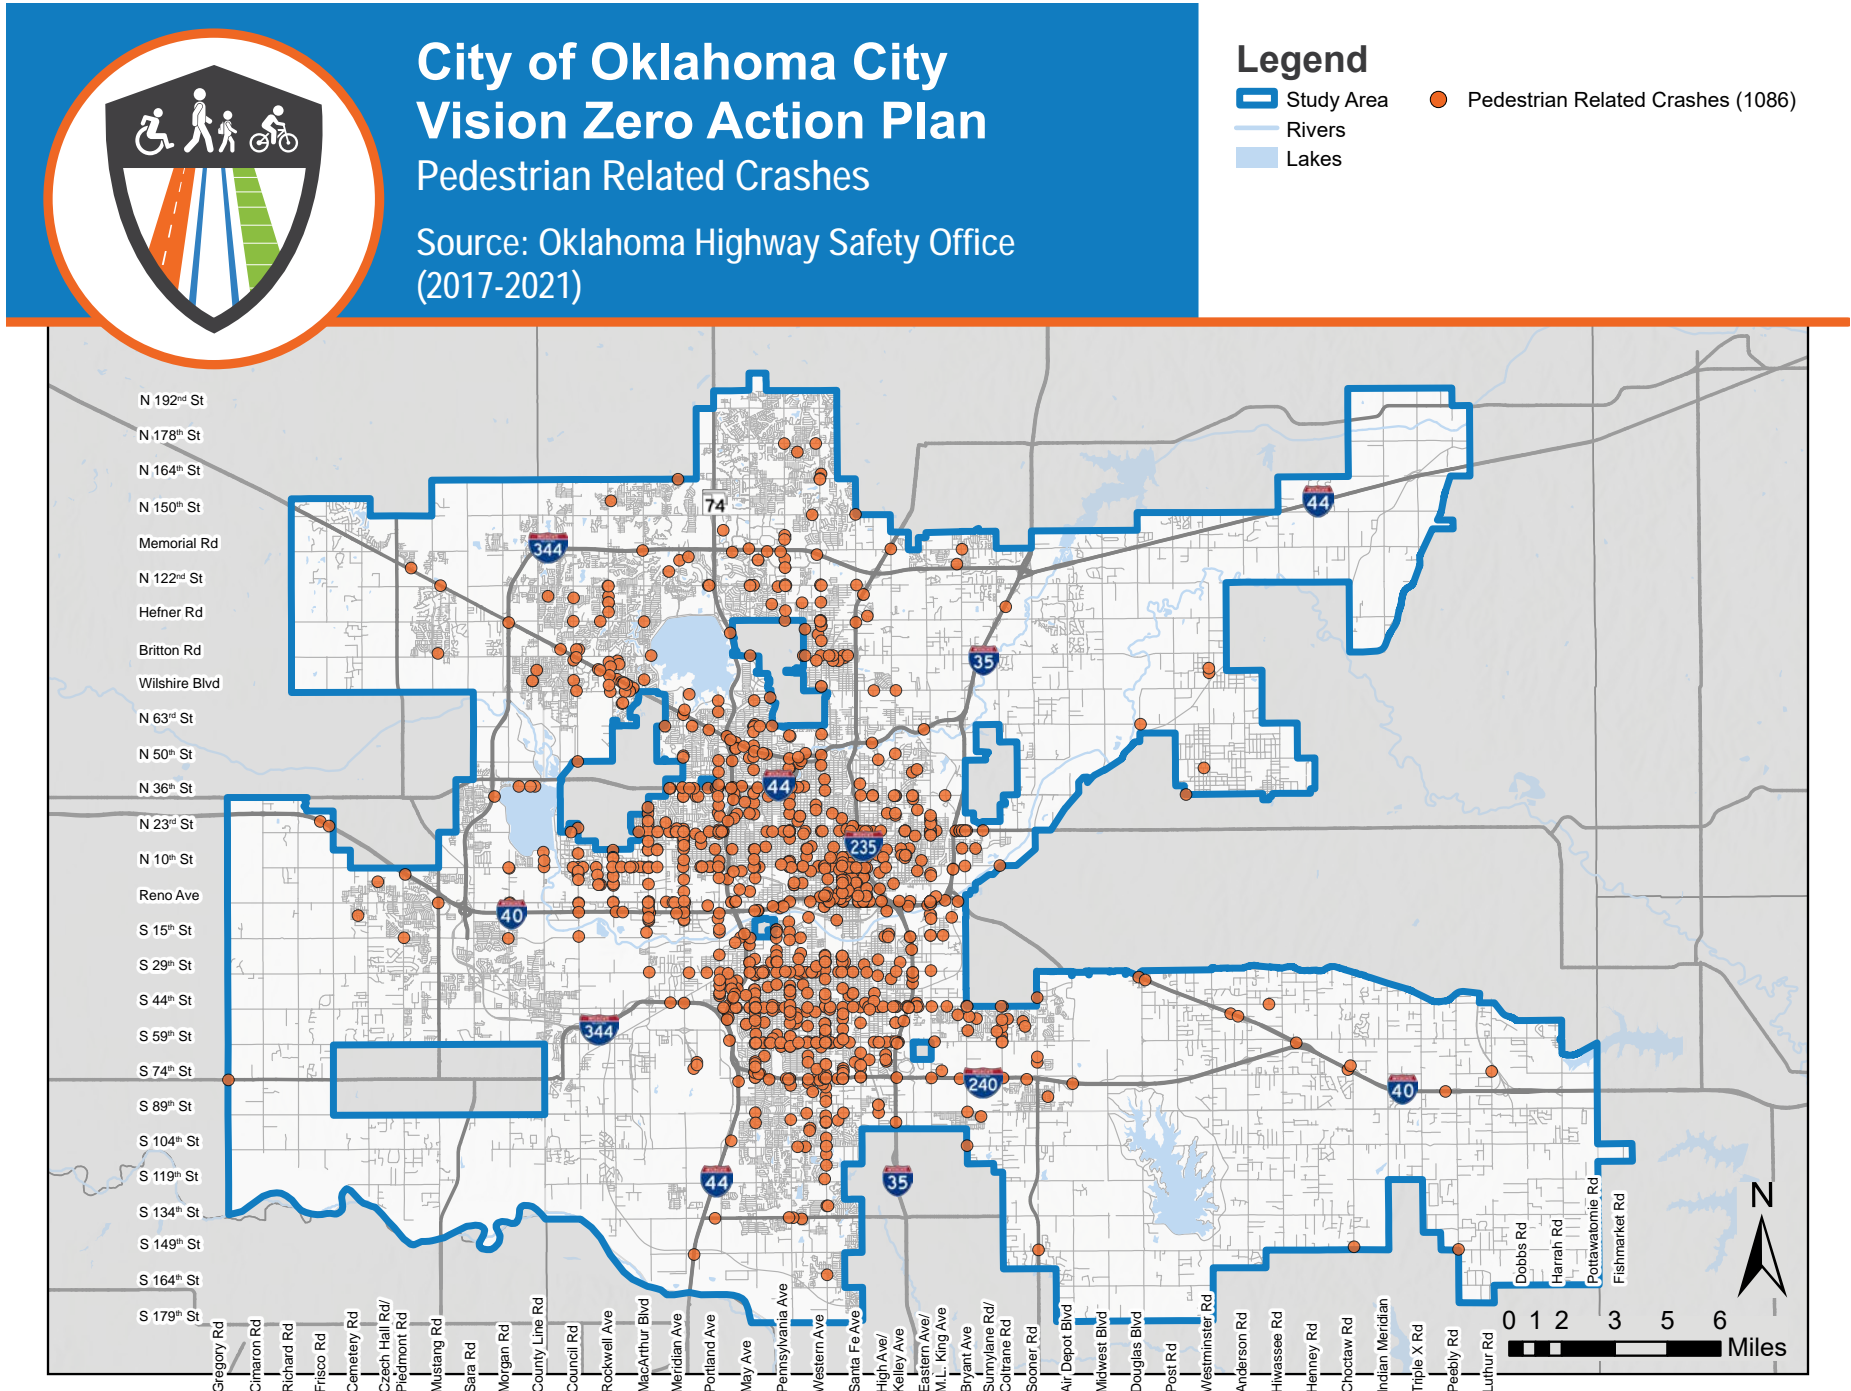 City of Oklahoma City
Vision Zero Action Plan
Pedestrian Related Crashes
Source: Oklahoma Highway Safety Office
(2017-2021)
Legend
Study Area
Pedestrian Related Crashes (1086)
Rivers
Lakes
N 192nd St
N 178th St
N 164th St
N 150th St
Memorial Rd
N 122nd St
Hefner Rd
Britton Rd
Wilshire Blvd
N 63rd St
N 50th St
N 36th St
N 23rd St
N 10th St
Reno Ave
S 15th St
S 29th St
S 44th St
S 59th St
S 74th St
S 89th St
S 104th St
S 119th St
S 134th St
S 149th St
S 164th St
S 179th St
74
44
344
35
44
235
40
344
240
40
44
35
N
0 1 2 3 5 6
Miles
Gregory Rd
Cimaron Rd
Richard Rd
Frisco Rd
Cemetery Rd
Czech Hall Rd/
Piedmont Rd
Mustang Rd
Sara Rd
Morgan Rd
County Line Rd
Council Rd
Rockwell Ave
MacArthur Blvd
Meridian Ave
Portland Ave
May Ave
Pennsylvania Ave
Western Ave
Santa Fe Ave
High Ave/
Kelley Ave
Eastern Ave/
M.L. King Ave
Bryant Ave
Sunnylane Rd/
Coltrane Rd
Sooner Rd
Air Depot Blvd
Midwest Blvd
Douglas Blvd
Post Rd
Westminster Rd
Anderson Rd
Hiwassee Rd
Henney Rd
Choctaw Rd
Indian Meridian
Triple X Rd
Peebly Rd
Luthur Rd
Dobbs Rd
Harrah Rd
Pottawatomie Rd
Fishmarket Rd